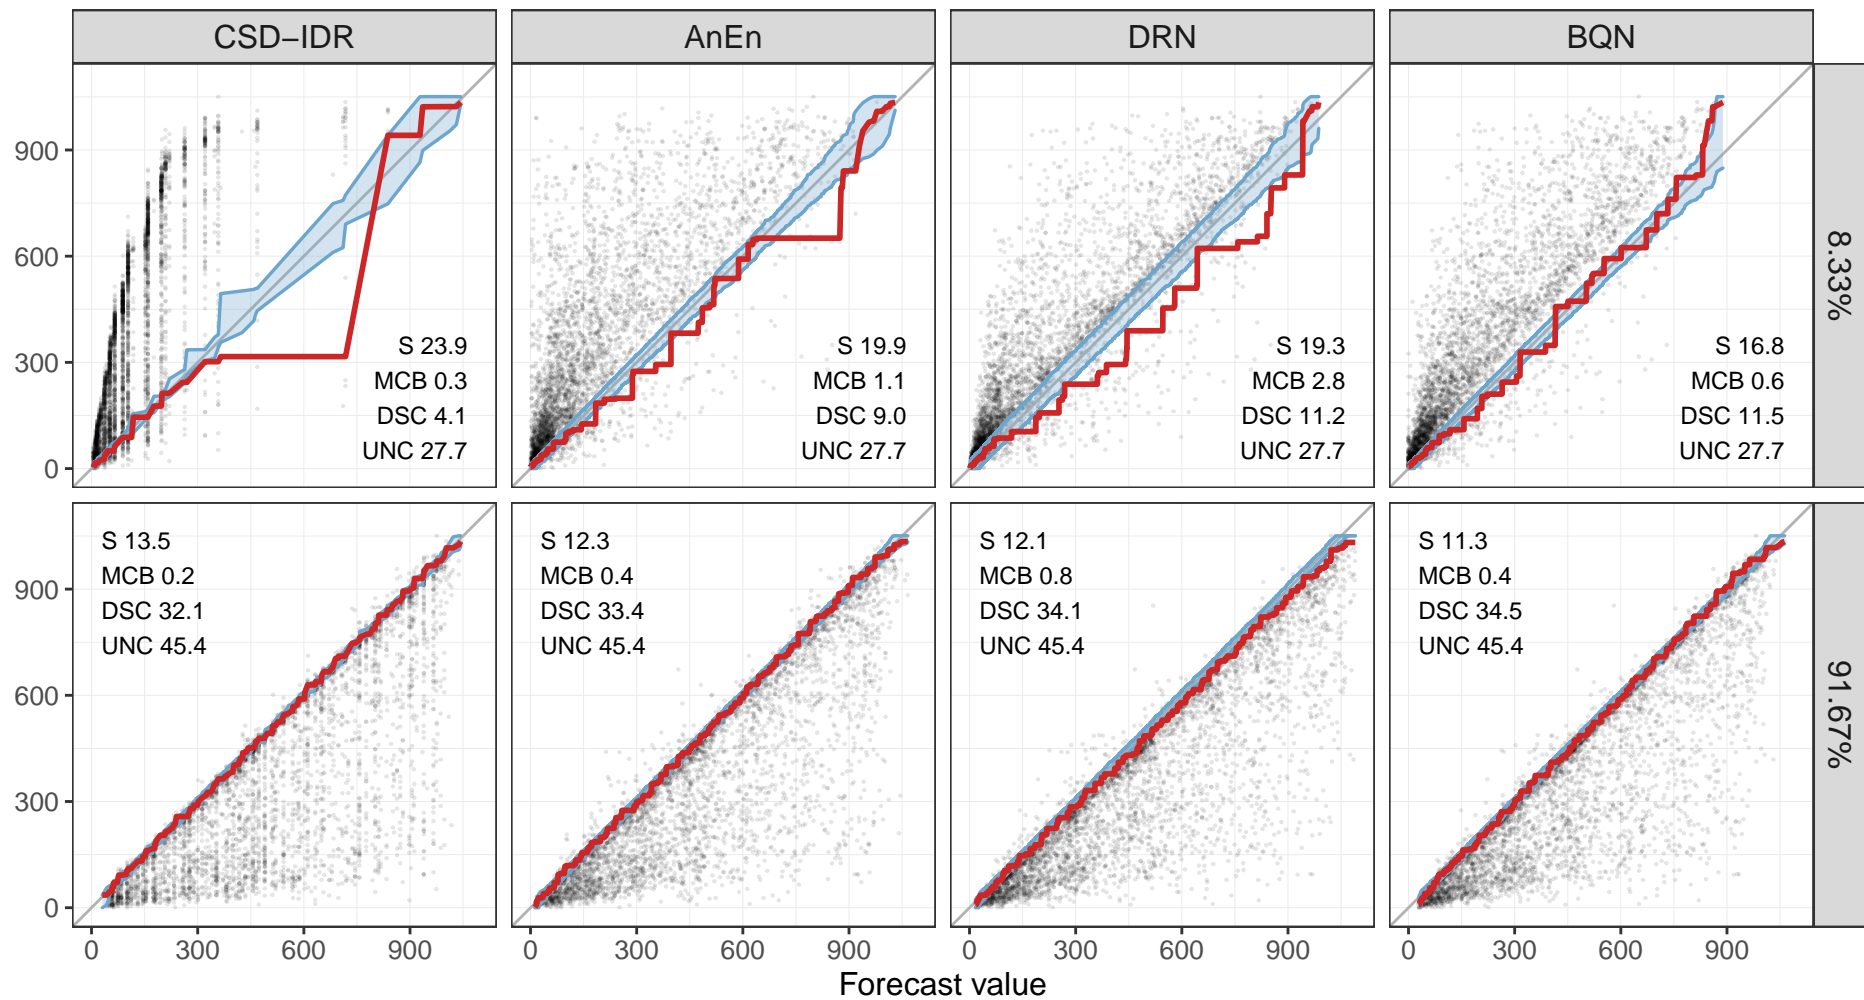 CSD–IDR
AnEn
DRN
BQN
900
600
300
0
S 23.9
MCB 0.3
DSC 4.1
UNC 27.7
S 19.9
MCB 1.1
DSC 9.0
UNC 27.7
S 19.3
MCB 2.8
DSC 11.2
UNC 27.7
S 16.8
MCB 0.6
DSC 11.5
UNC 27.7
8.33%
900
600
300
0
S 13.5
MCB 0.2
DSC 32.1
UNC 45.4
S 12.3
MCB 0.4
DSC 33.4
UNC 45.4
S 12.1
MCB 0.8
DSC 34.1
UNC 45.4
S 11.3
MCB 0.4
DSC 34.5
UNC 45.4
91.67%
0 300 600 900
0 300 600 900
0 300 600 900
0 300 600 900
Forecast value